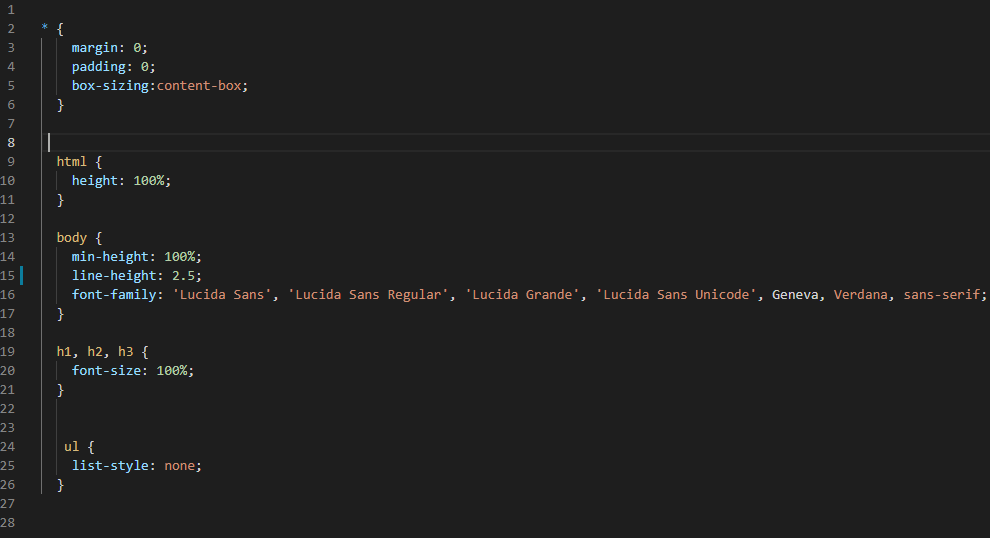 1
2 * {
3 margin: 0;
4 padding: 0;
5 box-sizing:content-box;
6 }
7
8
9 html {
10 height: 100%;
11 }
12
13 body {
14 min-height: 100%;
15 line-height: 2.5;
16 font-family: 'Lucida Sans', 'Lucida Sans Regular', 'Lucida Grande', 'Lucida Sans Unicode', Geneva, Verdana, sans-serif;
17 }
18
19 h1, h2, h3 {
20 font-size: 100%;
21 }
22
23
24 ul {
25 list-style: none;
26 }
27
28